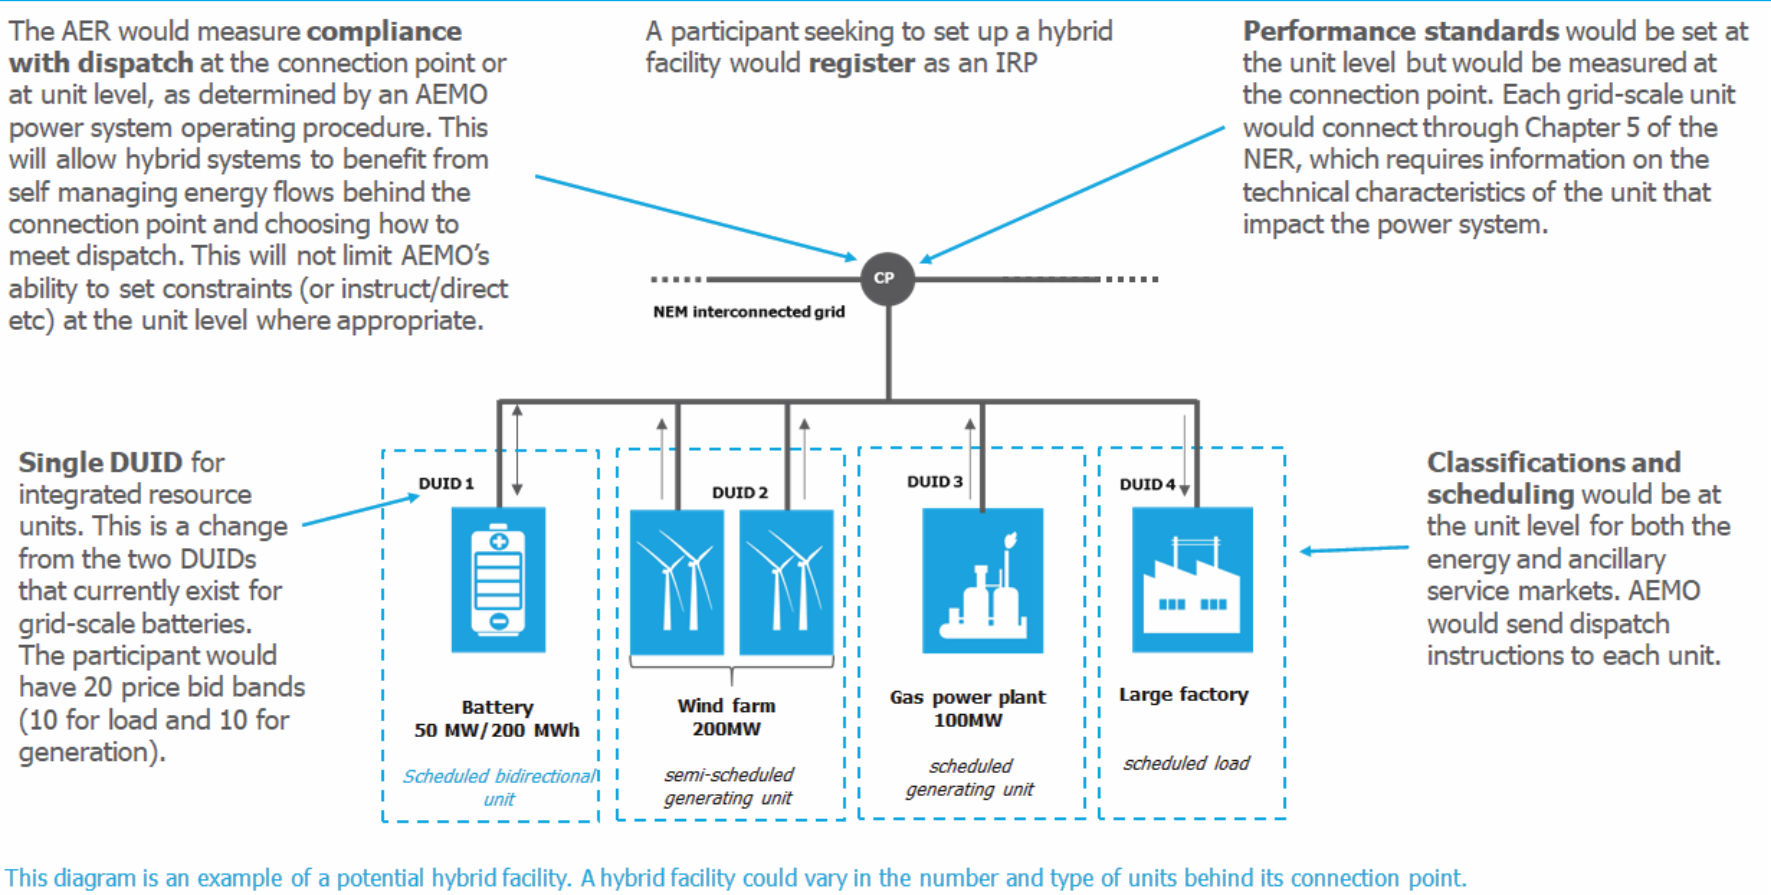 The AER would measure compliance
with dispatch at the connection point or
at unit level, as determined by an AEMO
power system operating procedure. This
will allow hybrid systems to benefit from
self managing energy flows behind the
connection point and choosing how to
meet dispatch. This will not limit AEMO's
ability to set constraints (or instruct/direct
etc) at the unit level where appropriate.
A participant seeking to set up a hybrid
facility would register as an IRP
Performance standards would be set at
the unit level but would be measured at
the connection point. Each grid-scale unit
would connect through Chapter 5 of the
NER, which requires information on the
technical characteristics of the unit that
impact the power system.
CP
NEM interconnected grid
Single DUID for
integrated resource
units. This is a change
from the two DUIDs
that currently exist for
grid-scale batteries.
The participant would
have 20 price bid bands
(10 for load and 10 for
generation).
DUID 1
Battery
50 MW/200 MWh
Scheduled bidirectional
unit
DUID 2
Wind farm
200MW
semi-scheduled
generating unit
DUID 3
Gas power plant
100MW
scheduled
generating unit
DUID 4
Large factory
scheduled load
Classifications and
scheduling would be at
the unit level for both the
energy and ancillary
service markets. AEMO
would send dispatch
instructions to each unit.
This diagram is an example of a potential hybrid facility. A hybrid facility could vary in the number and type of units behind its connection point.